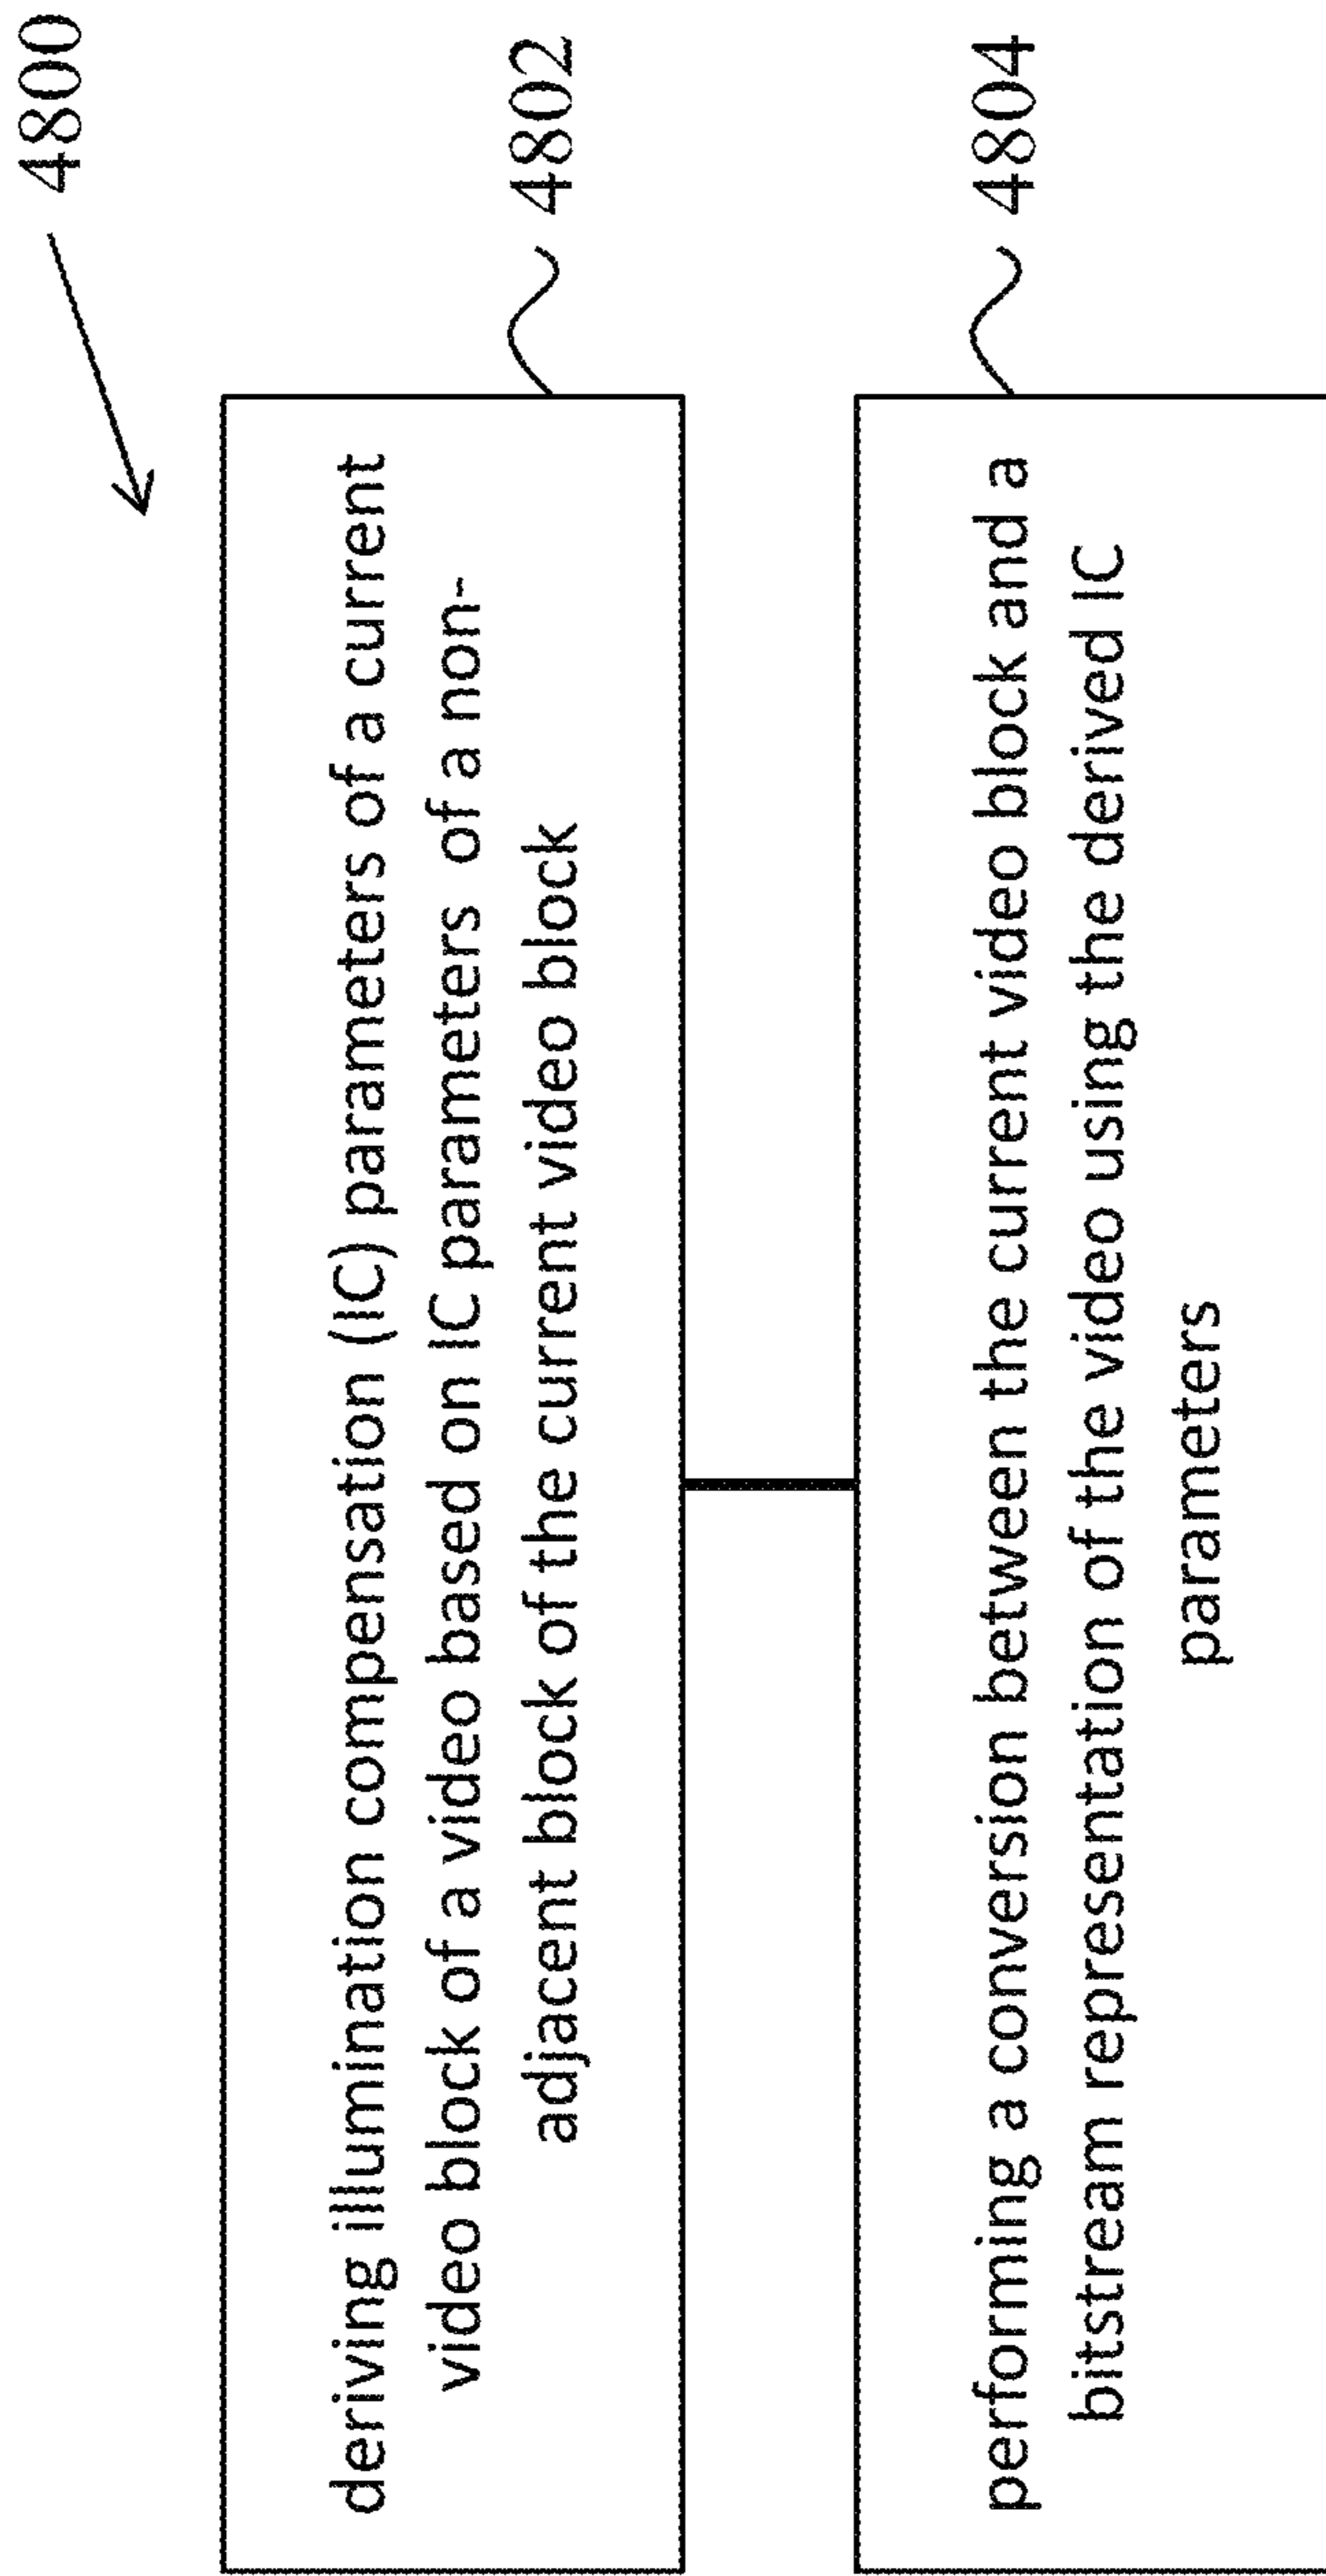 4800
deriving illumination compensation (IC) parameters of a current
video block of a video based on IC parameters of a non-
adjacent block of the current video block
4802
performing a conversion between the current video block and a
bitstream representation of the video using the derived IC
parameters
4804